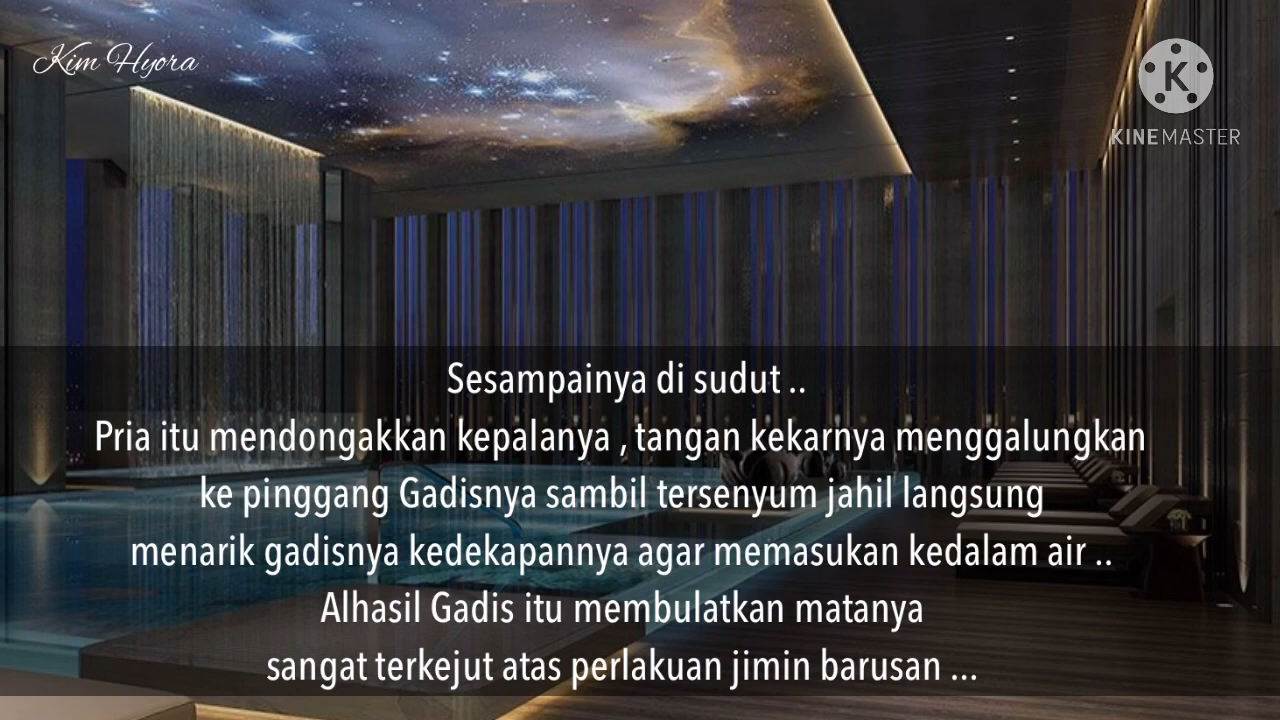 Kim Hyora
K
KINEMASTER
Sesampainya di sudut ..
Pria itu mendongakkan kepalanya , tangan kekarnya menggalungkan
ke pinggang Gadisnya sambil tersenyum jahil langsung
menarik gadisnya kedekapannya agar memasukan kedalam air ..
Alhasil Gadis itu membulatkan matanya
sangat terkejut atas perlakuan jimin barusan ...